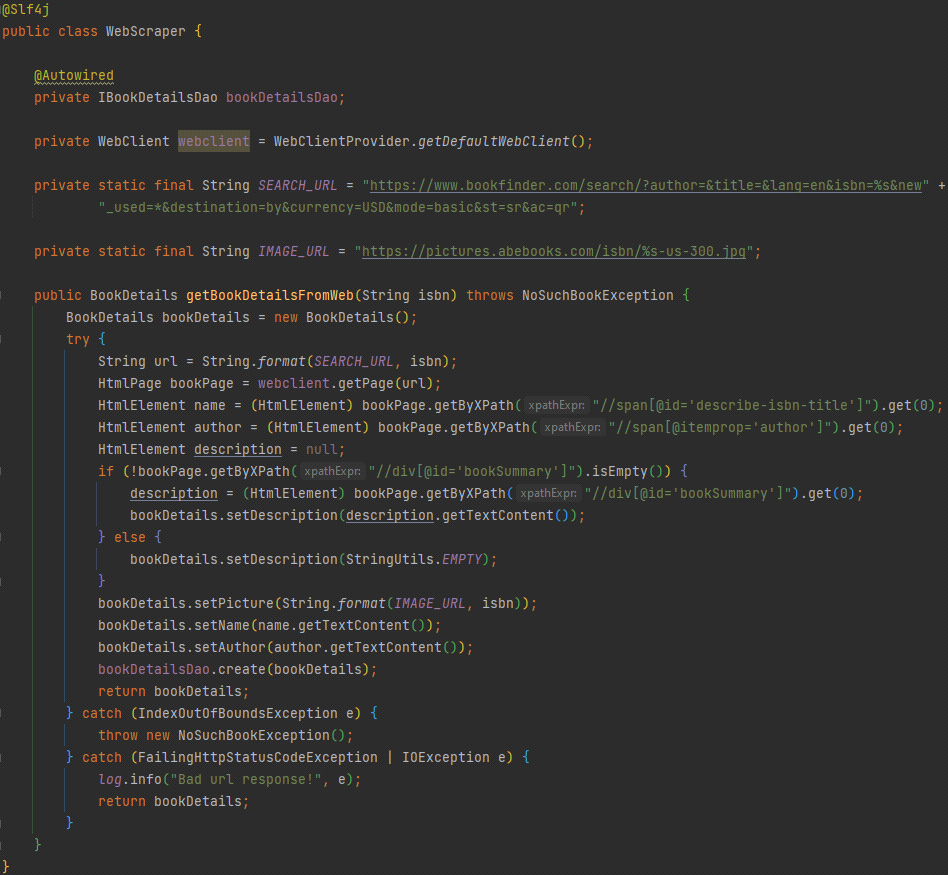 @Slf4j
public class WebScraper {
@Autowired
private IBookDetailsDao bookDetailsDao;
private WebClient webclient = WebClientProvider.getDefaultWebClient();
private static final String SEARCH_URL = "https://www.bookfinder.com/search/?author=&title=&lang=en&isbn=%s&new" +
"_used=*&destination=by&currency=USD&mode=basic&st=sr&ac=qr";
private static final String IMAGE_URL = "https://pictures.abebooks.com/isbn/%s-us-300.jpg";
public BookDetails getBookDetailsFromWeb(String isbn) throws NoSuchBookException {
BookDetails bookDetails = new BookDetails();
try {
String url = String.format(SEARCH_URL, isbn);
HtmlPage bookPage = webclient.getPage(url);
HtmlElement name = (HtmlElement) bookPage.getByXPath( xpathExpr: "//span[@id='describe-isbn-title']").get(0);
HtmlElement author = (HtmlElement) bookPage.getByXPath( xpathExpr: "//span[@itemprop='author']").get(0);
HtmlElement description = null;
if (!bookPage.getByXPath( xpathExpr: "//div[@id='bookSummary']").isEmpty()) {
description = (HtmlElement) bookPage.getByXPath( xpathExpr: "//div[@id='bookSummary']").get(0);
bookDetails.setDescription(description.getTextContent());
} else {
bookDetails.setDescription(StringUtils.EMPTY);
}
bookDetails.setPicture(String.format(IMAGE_URL, isbn));
bookDetails.setName(name.getTextContent());
bookDetails.setAuthor(author.getTextContent());
bookDetailsDao.create(bookDetails);
return bookDetails;
} catch (IndexOutOfBoundsException e) {
throw new NoSuchBookException();
} catch (FailingHttpStatusCodeException | IOException e) {
log.info("Bad url response!", e);
return bookDetails;
}
}
}